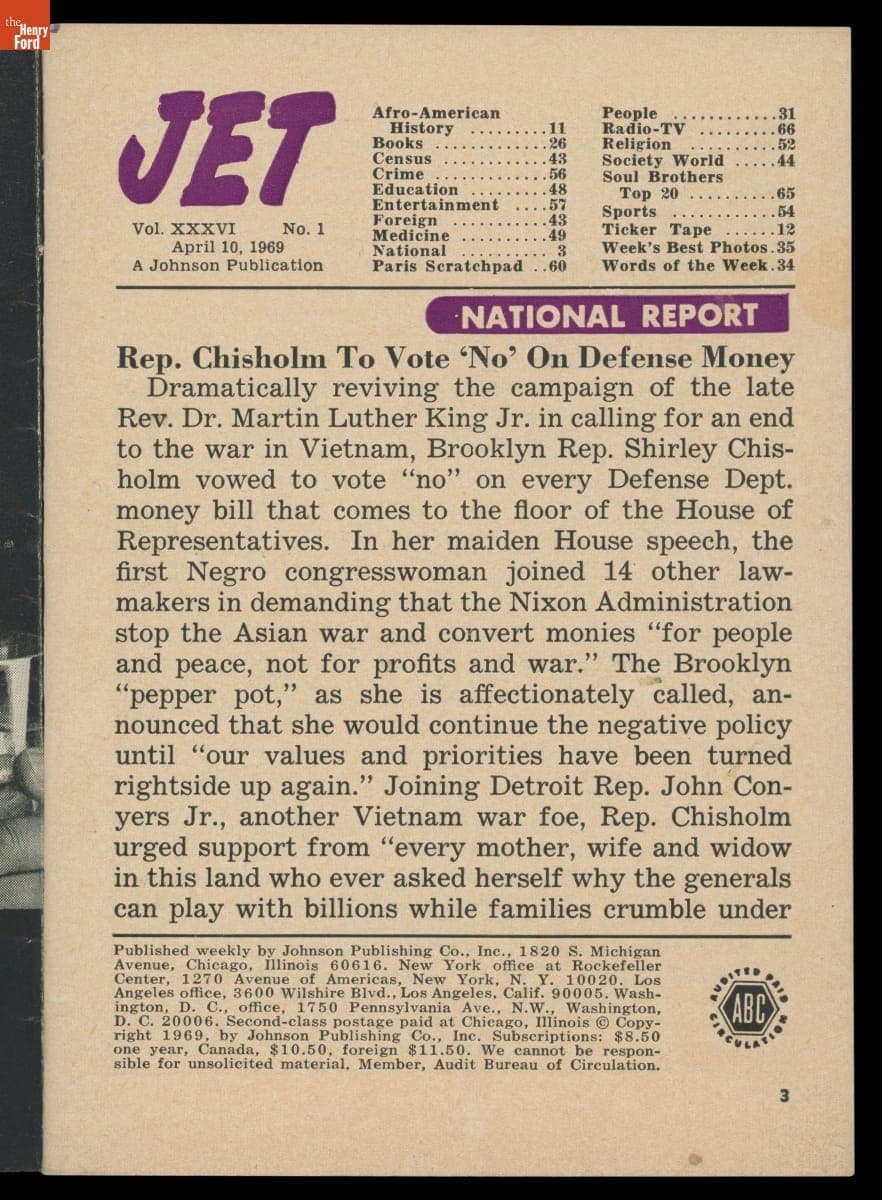 the
Henry
Ford
JET
Vol. XXXVI No. 1
April 10, 1969
A Johnson Publication
Afro-American
History .........11
Books .............26
Census ............43
Crime .............56
Education .........48
Entertainment ....57
Foreign ..........43
Medicine ..........49
National .......... 3
Paris Scratchpad ..60
People ............31
Radio-TV .........66
Religion ..........52
Society World .....44
Soul Brothers
Top 20 ..........65
Sports ............54
Ticker Tape ......12
Week's Best Photos.35
Words of the Week.34
NATIONAL REPORT
Rep. Chisholm To Vote ‘No’ On Defense Money
Dramatically reviving the campaign of the late
Rev. Dr. Martin Luther King Jr. in calling for an end
to the war in Vietnam, Brooklyn Rep. Shirley Chis-
holm vowed to vote “no” on every Defense Dept.
money bill that comes to the floor of the House of
Representatives. In her maiden House speech, the
first Negro congresswoman joined 14 other law-
makers in demanding that the Nixon Administration
stop the Asian war and convert monies “for people
and peace, not for profits and war.” The Brooklyn
“pepper pot,” as she is affectionately called, an-
nounced that she would continue the negative policy
until “our values and priorities have been turned
rightside up again.” Joining Detroit Rep. John Con-
yers Jr., another Vietnam war foe, Rep. Chisholm
urged support from “every mother, wife and widow
in this land who ever asked herself why the generals
can play with billions while families crumble under
Published weekly by Johnson Publishing Co., Inc., 1820 S. Michigan
Avenue, Chicago, Illinois 60616. New York office at Rockefeller
Center, 1270 Avenue of Americas, New York, N. Y. 10020. Los
Angeles office, 3600 Wilshire Blvd., Los Angeles, Calif. 90005. Wash-
ington, D. C., office, 1750 Pennsylvania Ave., N.W., Washington,
D. C. 20006. Second-class postage paid at Chicago, Illinois © Copy-
right 1969, by Johnson Publishing Co., Inc. Subscriptions: $8.50
one year, Canada, $10.50, foreign $11.50. We cannot be respon-
sible for unsolicited material. Member, Audit Bureau of Circulation.
AUDITED PAID
ABC
CIRCULATION
3